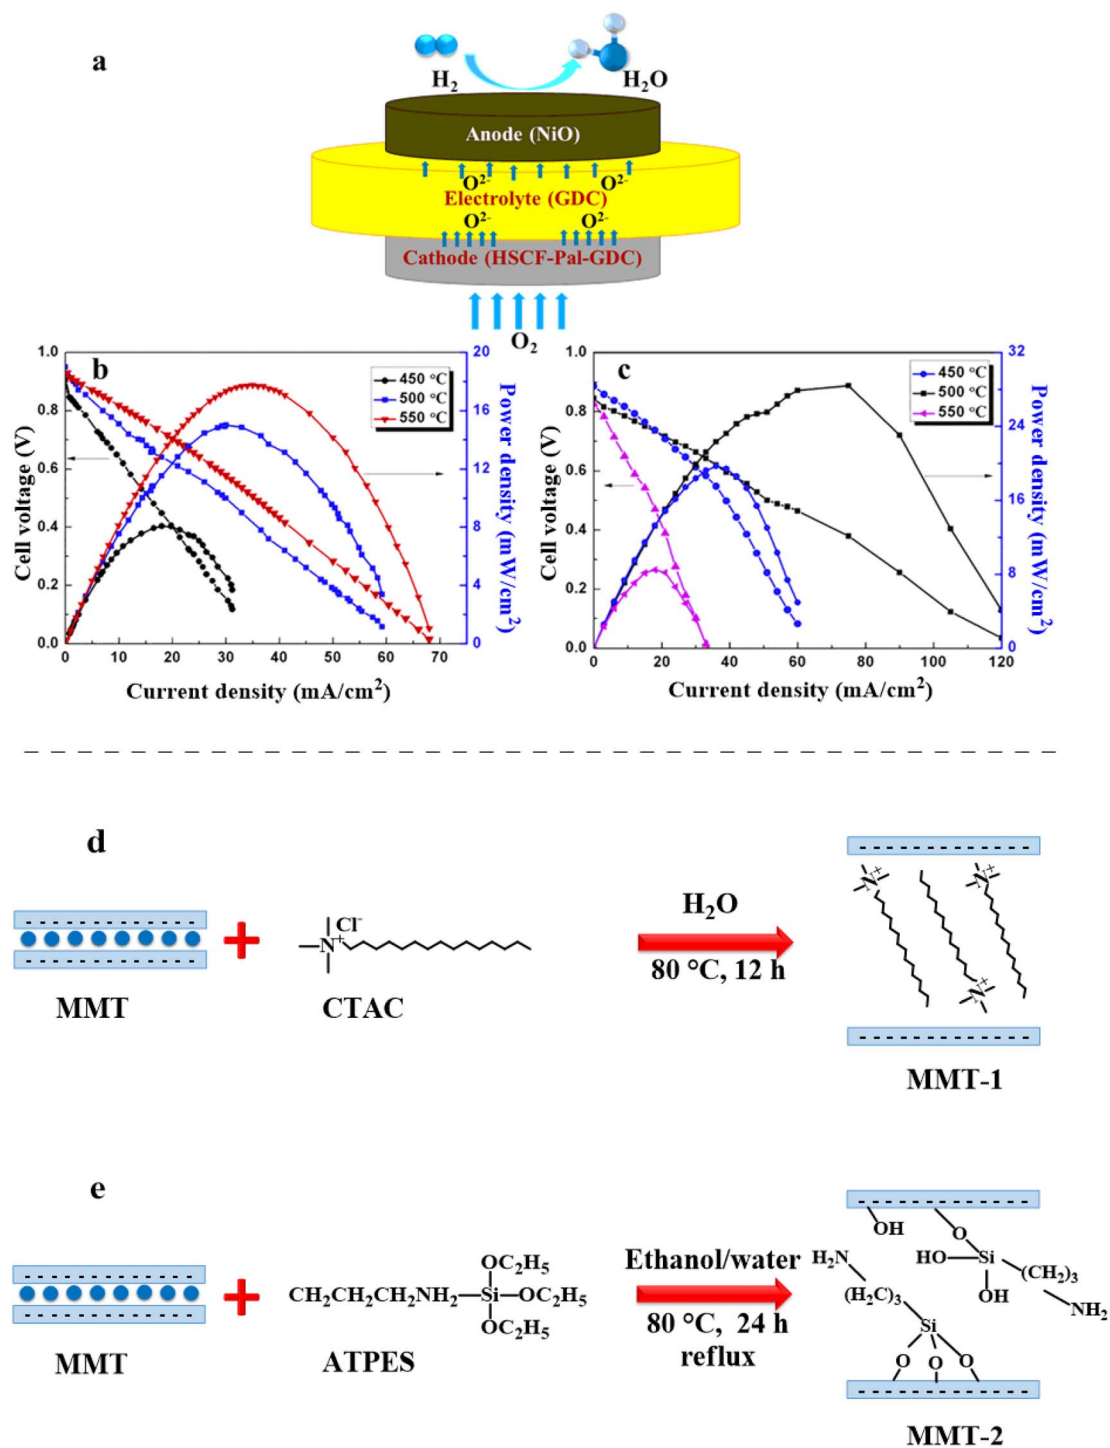 a
H₂
H₂O
Anode (NiO)
O²⁻ O²⁻
Electrolyte (GDC)
O²⁻ O²⁻
Cathode (HSCF-Pal-GDC)
O₂
b
450 °C
500 °C
550 °C
Cell voltage (V)
1.0
0.8
0.6
0.4
0.2
0.0
0 10 20 30 40 50 60 70
Current density (mA/cm²)
20
16
12
8
4
0
Power density (mW/cm²)
c
450 °C
500 °C
550 °C
Cell voltage (V)
1.0
0.8
0.6
0.4
0.2
0.0
0 20 40 60 80 100 120
Current density (mA/cm²)
32
24
16
8
0
Power density (mW/cm²)
d
MMT
+
N⁺ Cl⁻
CTAC
H₂O
80 °C, 12 h
N⁺ N⁺
N⁺
MMT-1
e
MMT
+
OC₂H₅
CH₂CH₂CH₂NH₂—Si—OC₂H₅
OC₂H₅
ATPES
Ethanol/water
80 °C, 24 h
reflux
OH O
H₂N HO Si
(CH₂)₃
(H₂C)₃ OH
NH₂
Si
O O O
MMT-2